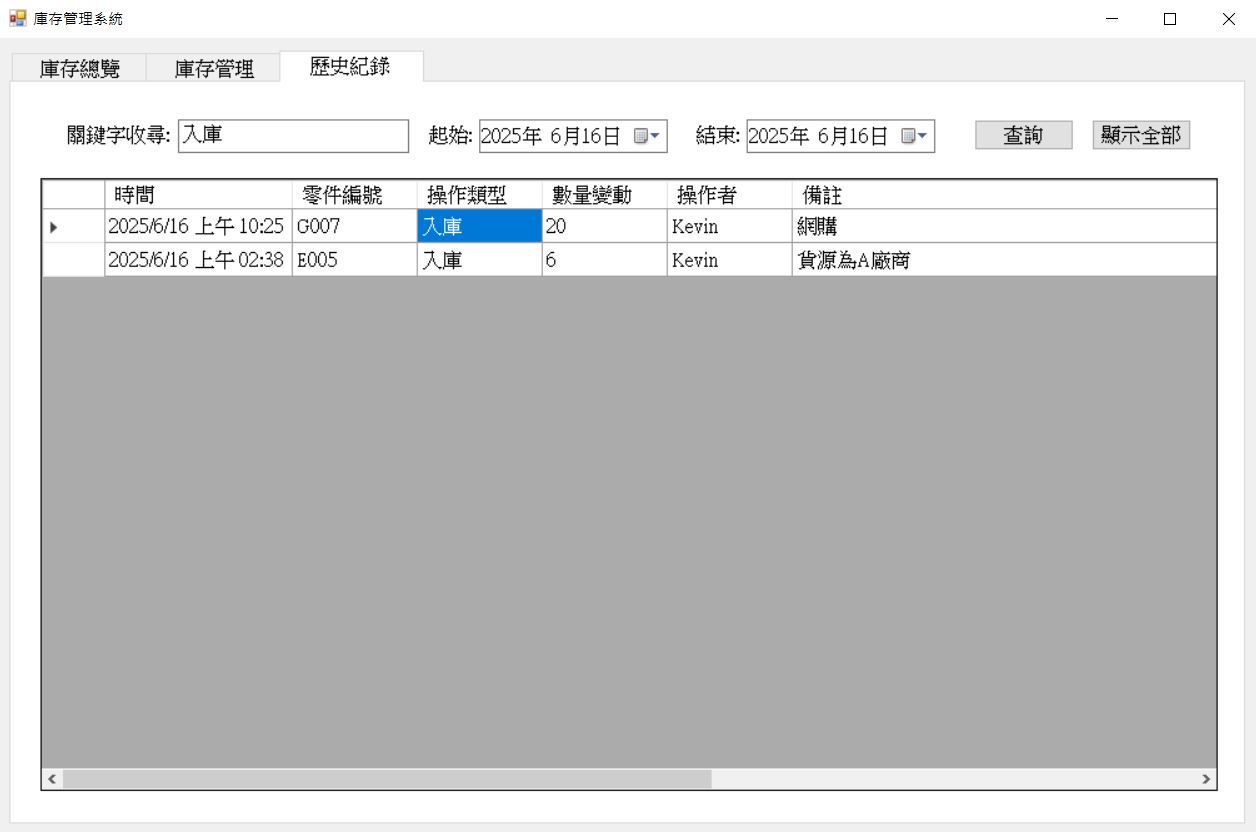 庫存管理系統
庫存總覽 庫存管理 歷史紀錄
關鍵字收尋: 入庫 起始: 2025年 6月16日 結束: 2025年 6月16日 查詢 顯示全部
時間 零件編號 操作類型 數量變動 操作者 備註
2025/6/16 上午 10:25 G007 入庫 20 Kevin 網購
2025/6/16 上午 02:38 E005 入庫 6 Kevin 貨源為A廠商